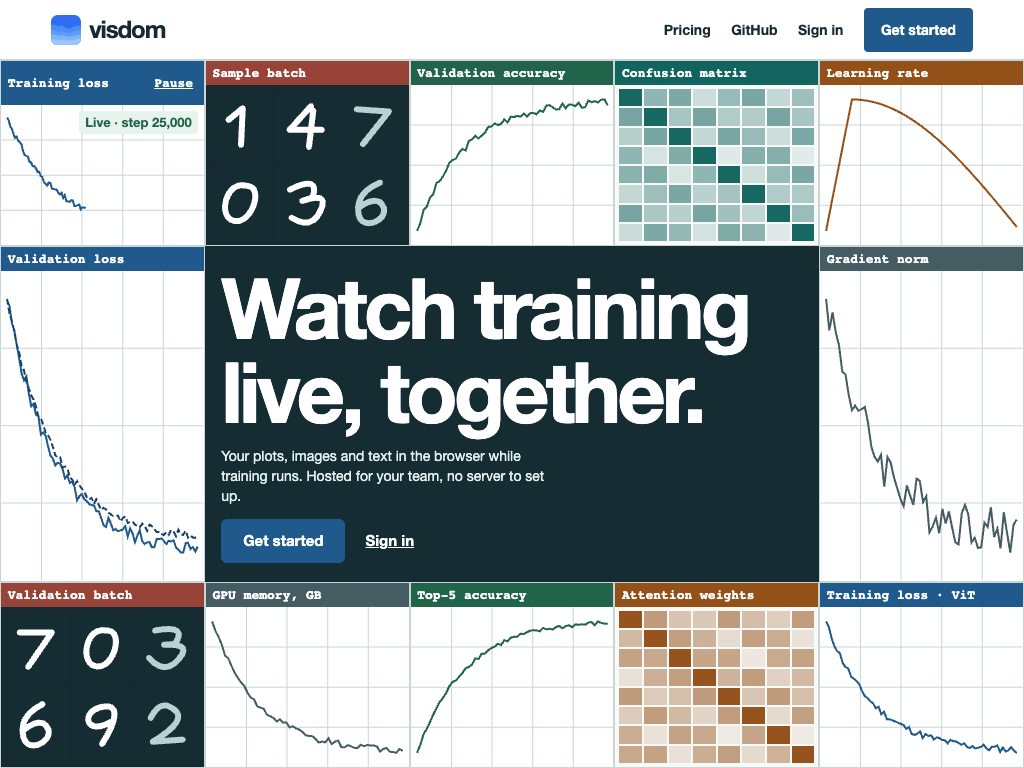 visdom
Pricing GitHub Sign in Get started
Training loss Pause
Live · step 25,000
Sample batch
1 4 7
0 3 6
Validation accuracy
Confusion matrix
Learning rate
Validation loss
Watch training
live, together.
Your plots, images and text in the browser while
training runs. Hosted for your team, no server to set
up.
Get started Sign in
Gradient norm
Validation batch
7 0 3
6 9 2
GPU memory, GB
Top-5 accuracy
Attention weights
Training loss · ViT